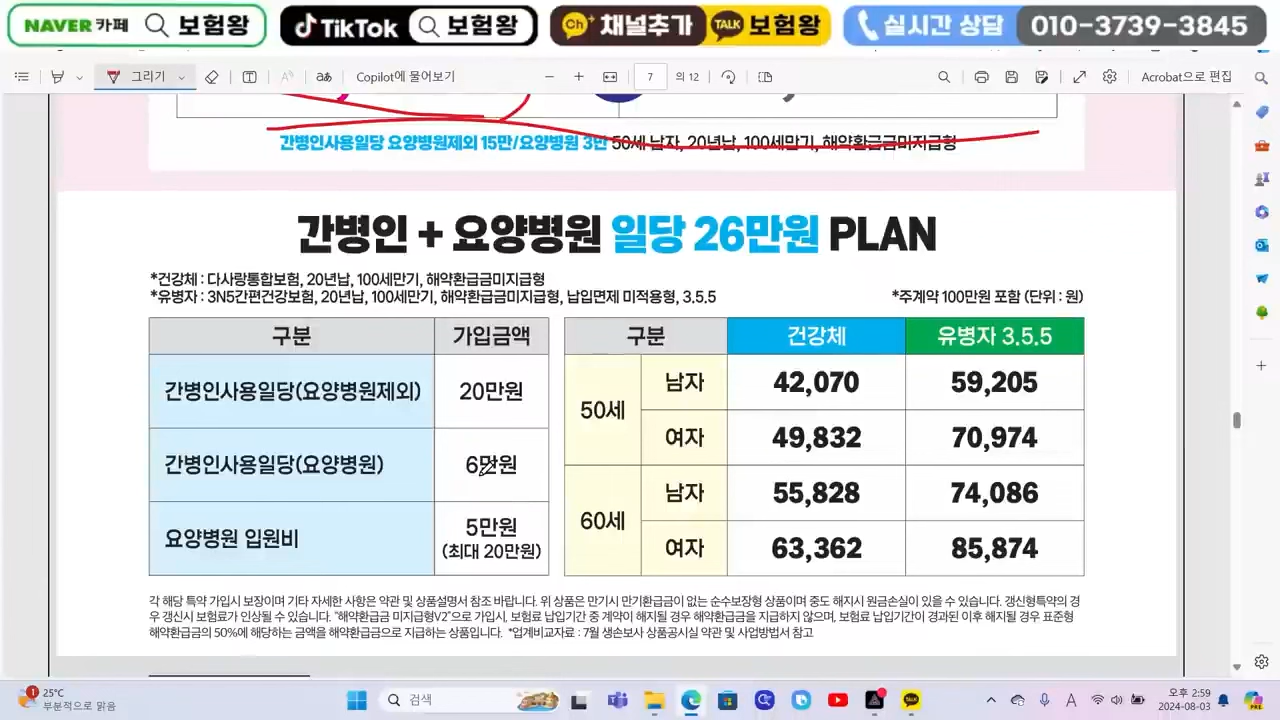 NAVER 카페 보험왕 TikTok 보험왕 Ch+ 채널추가 TALK 보험왕 실시간 상담 010-3739-3845
그리기 aあ Copilot에 물어보기 7 의 12 Acrobat으로 편집
간병인사용일당 요양병원제외 15만/요양병원 3만 50세 남자, 20년납, 100세만기, 해약환급금미지급형
간병인 + 요양병원 일당 26만원 PLAN
*건강체 : 다사랑통합보험, 20년납, 100세만기, 해약환급금미지급형
*유병자 : 3N5간편건강보험, 20년납, 100세만기, 해약환급금미지급형, 납입면제 미적용형, 3.5.5 *주계약 100만원 포함 (단위 : 원)
구분 가입금액 구분 건강체 유병자 3.5.5
간병인사용일당(요양병원제외) 20만원
간병인사용일당(요양병원) 6만원
요양병원 입원비 5만원
(최대 20만원)
50세 남자 42,070 59,205
여자 49,832 70,974
60세 남자 55,828 74,086
여자 63,362 85,874
각 해당 특약 가입시 보장이며 기타 자세한 사항은 약관 및 상품설명서 참조 바랍니다. 위 상품은 만기시 만기환급금이 없는 순수보장형 상품이며 중도 해지시 원금손실이 있을 수 있습니다. 갱신형특약의 경
우 갱신시 보험료가 인상될 수 있습니다. "해약환급금 미지급형V2"으로 가입시, 보험료 납입기간 중 계약이 해지될 경우 해약환급금을 지급하지 않으며, 보험료 납입기간이 경과된 이후 해지될 경우 표준형
해약환급금의 50%에 해당하는 금액을 해약환급금으로 지급하는 상품입니다. *업계비교자료 : 7월 생손보사 상품공시실 약관 및 사업방법서 참고
1 25°C
부분적으로 맑음
검색
A
오후 2:59
2024-08-03